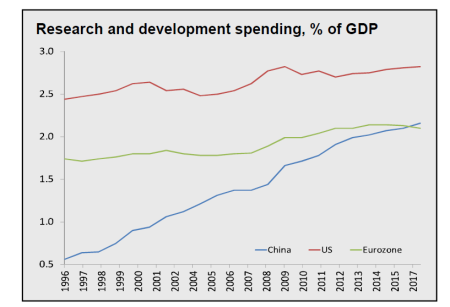 Research and development spending, % of GDP
3.0
2.5
2.0
1.5
1.0
0.5
China US Eurozone
1996 1997 1998 1999 2000 2001 2002 2004 2005 2006 2007 2008 2009 2010 2011 2012 2013 2014 2015 2017